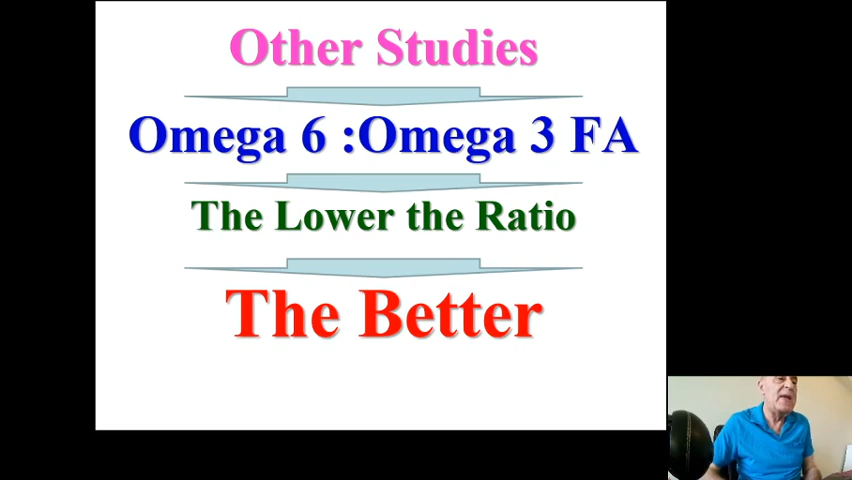 Other Studies
Omega 6 :Omega 3 FA
The Lower the Ratio
The Better